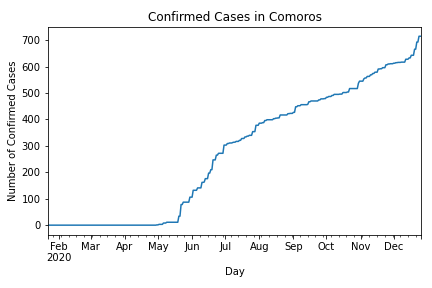 Confirmed Cases in Comoros
Number of Confirmed Cases
700
600
500
400
300
200
100
0
Feb Mar Apr May Jun Jul Aug Sep Oct Nov Dec
2020
Day